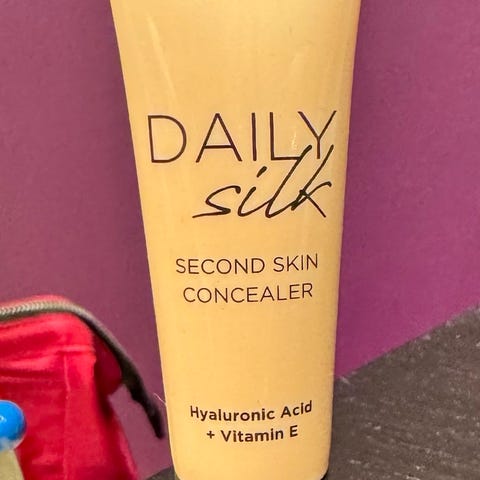 DAILY
silk
SECOND SKIN
CONCEALER
Hyaluronic Acid
+ Vitamin E